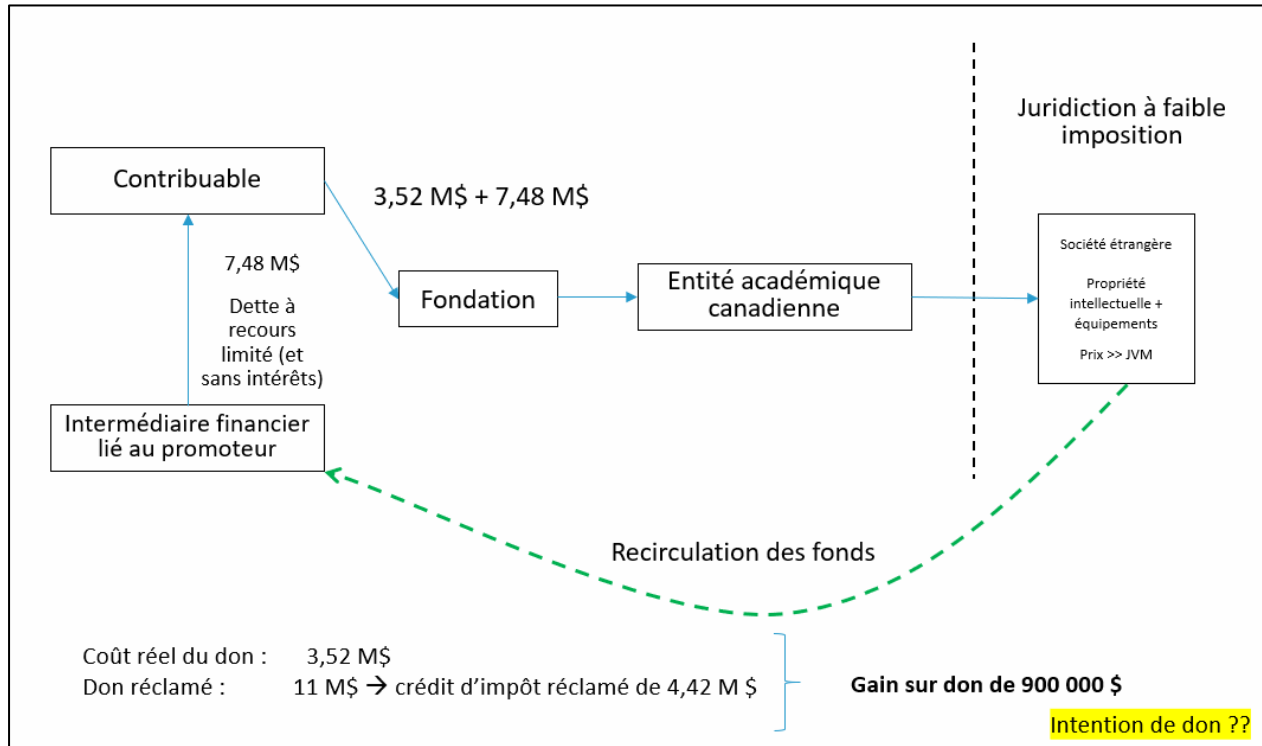 Juridiction à faible
imposition
Contribuable
3,52 M$ + 7,48 M$
7,48 M$
Dette à
recours
limité (et
sans intérêts)
Fondation
Entité académique
canadienne
Société étrangère
Propriété
intellectuelle +
équipements
Prix >> JVM
Intermédiaire financier
lié au promoteur
Recirculation des fonds
Coût réel du don : 3,52 M$
Don réclamé : 11 M$ → crédit d'impôt réclamé de 4,42 M $
Gain sur don de 900 000 $
Intention de don ??